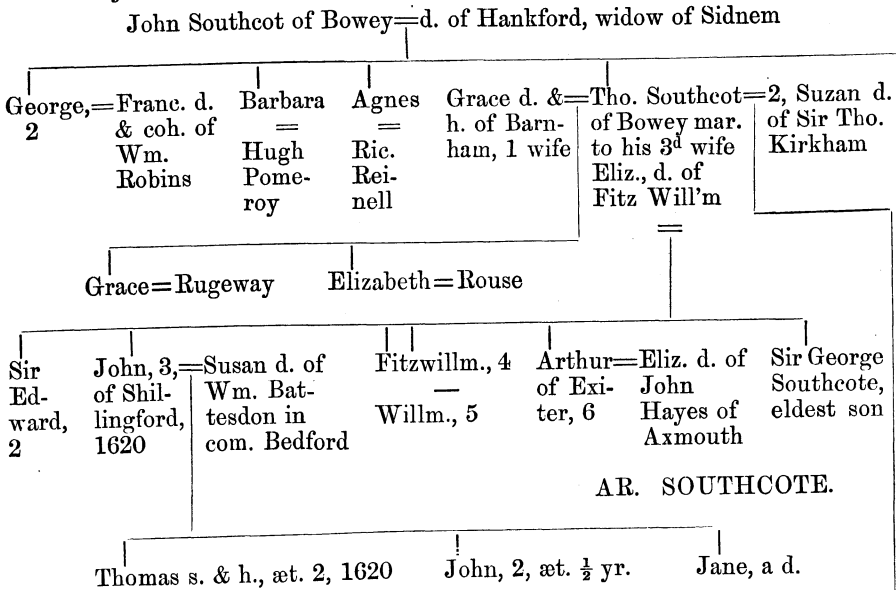 John Southcot of Bowey=d. of Hankford, widow of Sidnem
George,=Franc. d.
2
& coh. of
Wm.
Robins
Barbara
=
Hugh
Pome-
roy
Agnes
=
Ric.
Rei-
nell
Grace d. &=Tho. Southcot=2, Suzan d.
h. of Barn-
ham, 1 wife
of Bowey mar.
to his 3d wife
Eliz., d. of
Fitz Will'm
=
of Sir Tho.
Kirkham
Grace=Rugeway
Elizabeth=Rouse
Sir
Ed-
ward,
2
John, 3,=Susan d. of
of Shil-
lingford,
1620
Wm. Bat-
tesdon in
com. Bedford
Fitzwillm., 4
—
Willm., 5
Arthur=Eliz. d. of
of Exi-
ter, 6
John
Hayes of
Axmouth
Sir George
Southcote,
eldest son
AR. SOUTHCOTE.
Thomas s. & h., æt. 2, 1620
John, 2, æt. ½ yr.
Jane, a d.